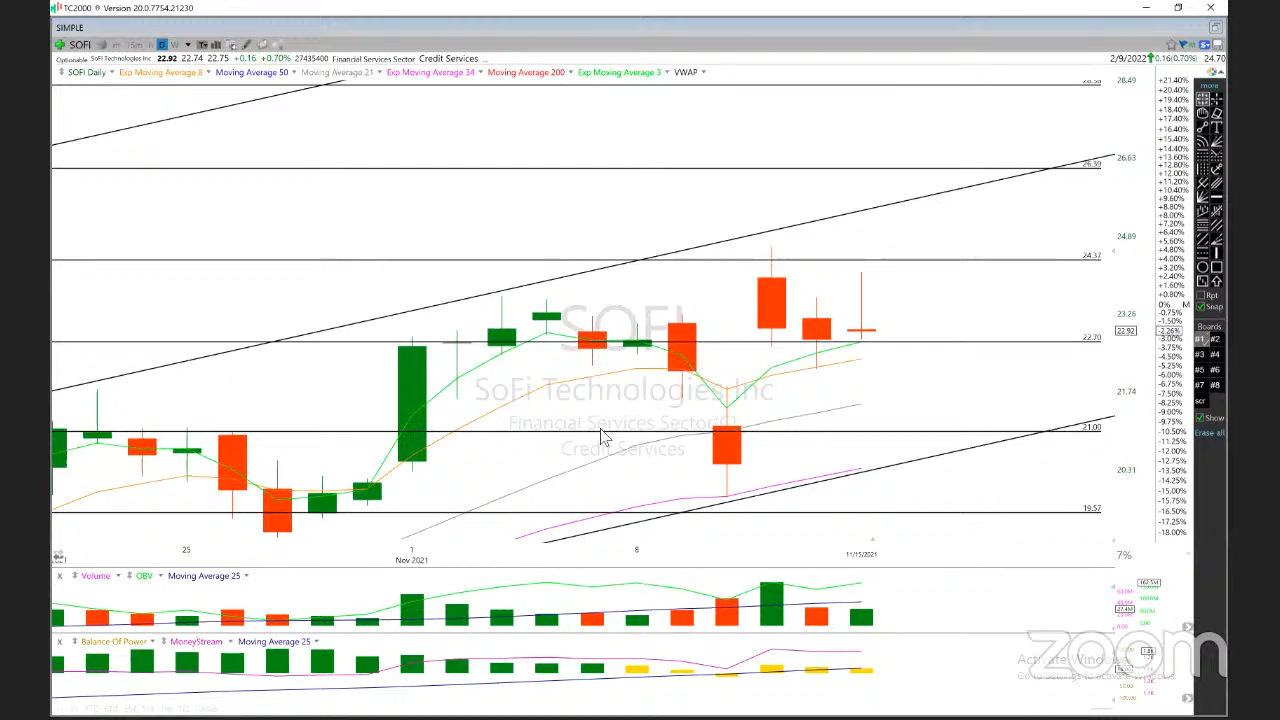 TC2000 ® Version 20.0.7754.21230
SIMPLE
SOFI 15m h D W
Optionable SoFi Technologies Inc 22.92 22.74 22.75 +0.16 +0.70% 27435400 Financial Services Sector Credit Services ...
2/9/2022 0.16(0.70%) 24.70
SOFI Daily Exp Moving Average 8 Moving Average 50 Moving Average 21 Exp Moving Average 34 Moving Average 200 Exp Moving Average 3 VWAP
more
28.49
26.63
26.39
24.89
24.37
23.26
22.92
22.70
21.74
21.00
20.31
19.57
+21.40%
+20.40%
+19.40%
+18.40%
+17.40%
+16.40%
+15.40%
+14.40%
+13.60%
+12.80%
+12.00%
+11.20%
+10.40%
+9.60%
+8.80%
+8.00%
+7.20%
+6.40%
+5.60%
+4.80%
+4.00%
+3.20%
+2.40%
+1.60%
+0.80%
0% M
-0.75%
-1.50%
-2.26%
-3.00%
-3.75%
-4.50%
-5.25%
-6.00%
-6.75%
-7.50%
-8.25%
-9.00%
-9.75%
-10.50%
-11.25%
-12.00%
-12.75%
-13.50%
-14.25%
-15.00%
-15.75%
-16.50%
-17.25%
-18.00%
Rpt
Snap
Boards
#1 #2
#3 #4
#5 #6
#7 #8
scr
Show
Erase all
SOFI
SoFi Technologies Inc
Financial Services Sector
Credit Services
25
1
Nov 2021
8
11/15/2021
7%
x Volume OBV Moving Average 25
162.5M
27.4M
x Balance Of Power MoneyStream Moving Average 25
zoom
Activate Windows
Go to Settings to activate Windows.